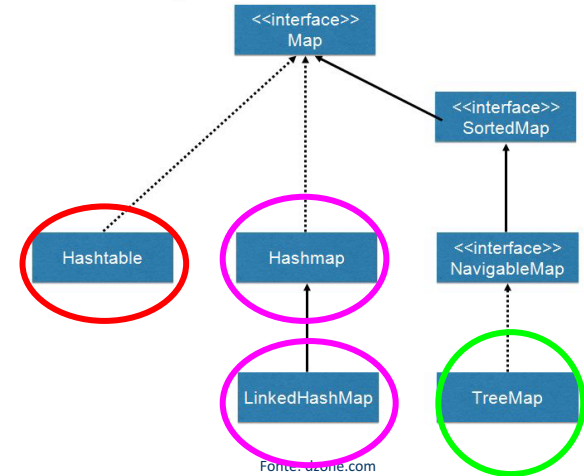 <<interface>>
Map
<<interface>>
SortedMap
Hashtable
Hashmap
<<interface>>
NavigableMap
LinkedHashMap
TreeMap
Fonte: dzone.com